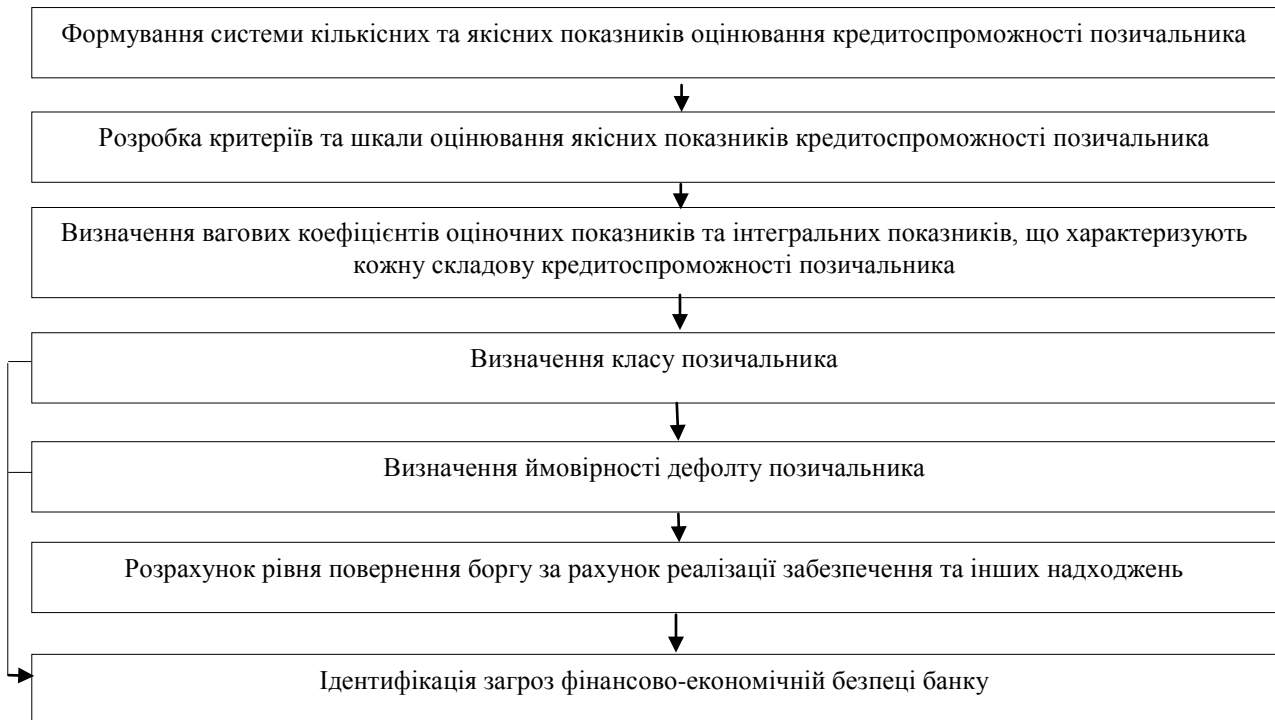 Формування системи кількісних та якісних показників оцінювання кредитоспроможності позичальника
Розробка критеріїв та шкали оцінювання якісних показників кредитоспроможності позичальника
Визначення вагових коефіцієнтів оціночних показників та інтегральних показників, що характеризують
кожну складову кредитоспроможності позичальника
Визначення класу позичальника
Визначення ймовірності дефолту позичальника
Розрахунок рівня повернення боргу за рахунок реалізації забезпечення та інших надходжень
Ідентифікація загроз фінансово-економічній безпеці банку